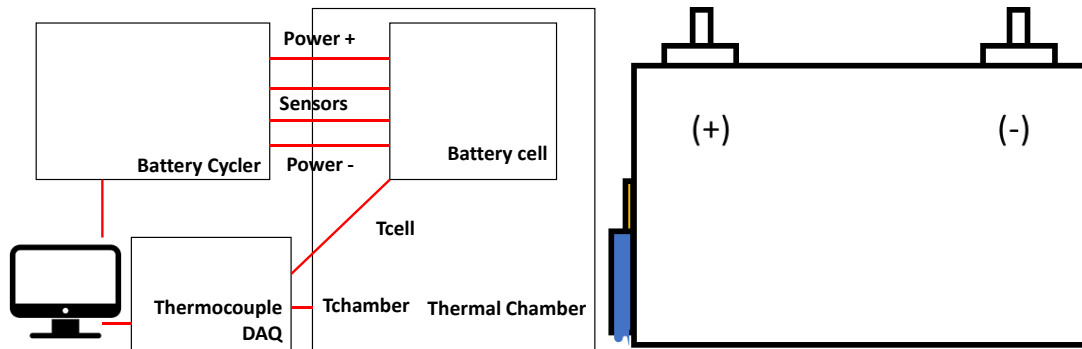 Power +
Sensors
Power -
Battery Cycler
Battery cell
Tcell
Thermocouple
DAQ
Tchamber
Thermal Chamber
(+)
(-)